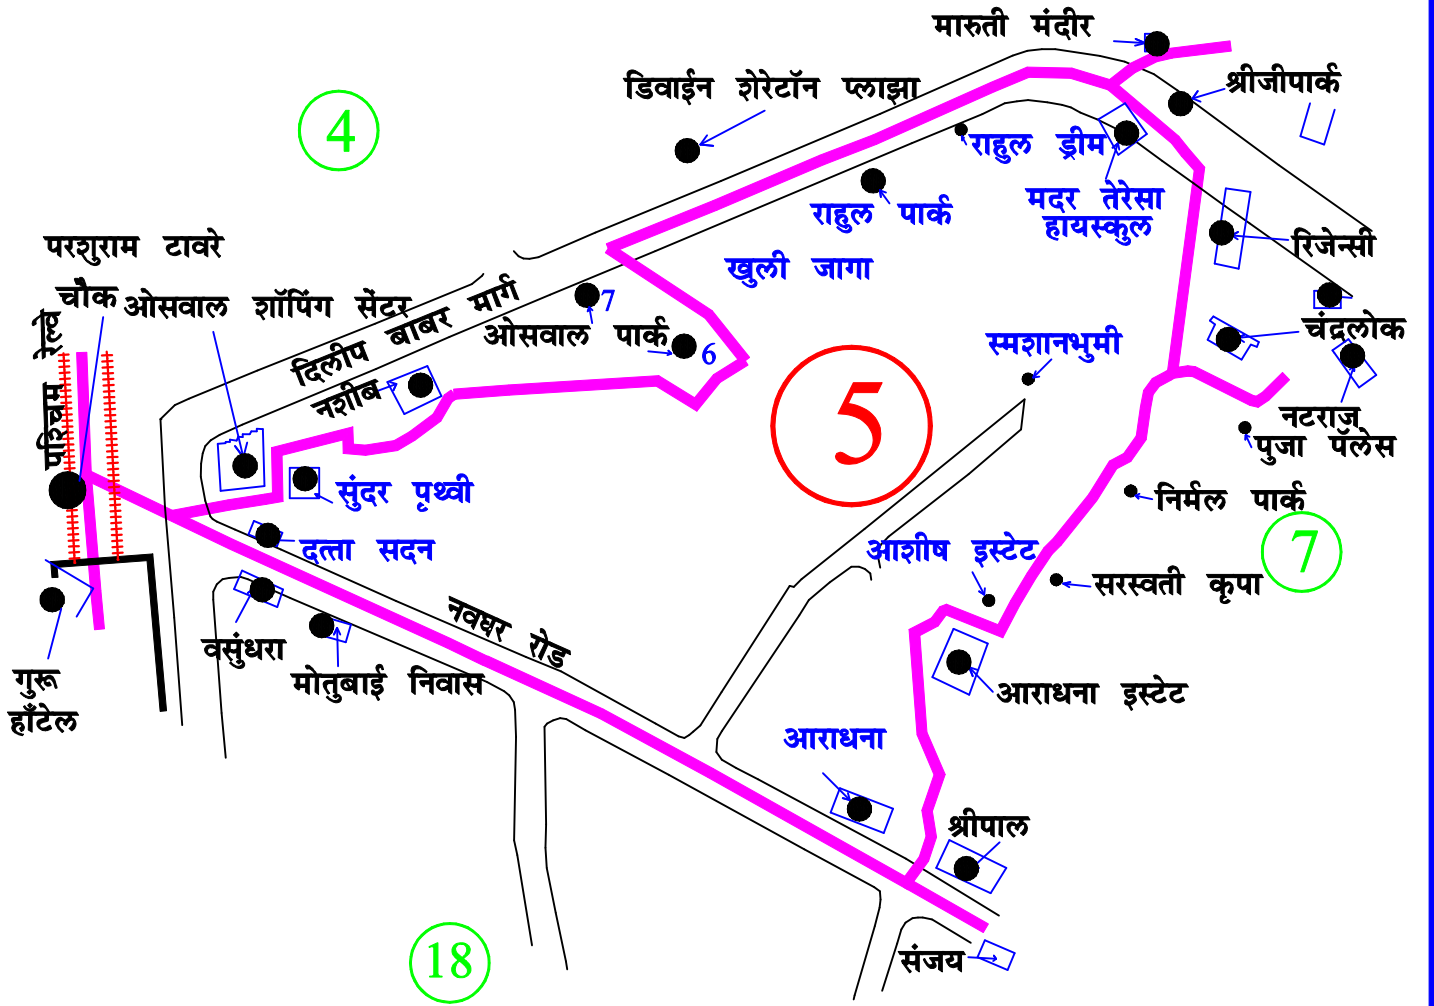 मारुती मंदीर
डिवाईन शेरेटॉन प्लाझा
श्रीजीपार्क
4
राहुल ड्रीम
मदर तेरेसा
हायस्कुल
राहुल पार्क
परशुराम टावरे
चौक
रिजेन्सी
खुली जागा
ओसवाल शॉपिंग सेंटर
दिलीप बाबर मार्ग
7
ओसवाल पार्क
6
चंद्रलोक
स्मशानभुमी
पश्चिम रेल्वे
नशीब
5
नटराज
पुजा पॅलेस
सुंदर पृथ्वी
निर्मल पार्क
दत्ता सदन
आशीष इस्टेट
7
सरस्वती कृपा
नवघर रोड
वसुंधरा
मोतुबाई निवास
गुरू
हाँटेल
आराधना इस्टेट
आराधना
श्रीपाल
18
संजय